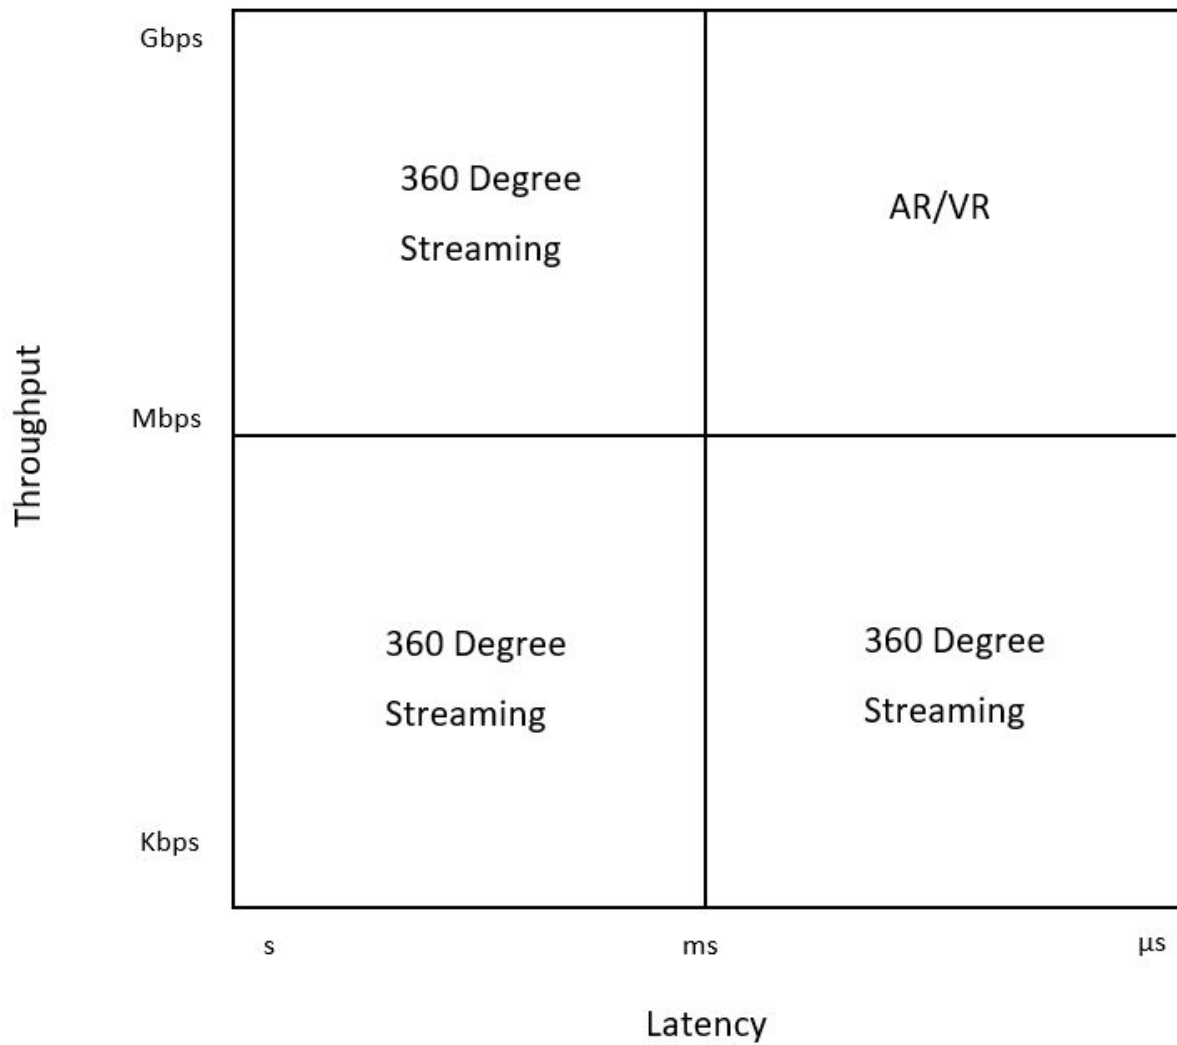 Gbps
360 Degree
Streaming
AR/VR
Throughput
Mbps
360 Degree
Streaming
360 Degree
Streaming
Kbps
s
ms
μs
Latency